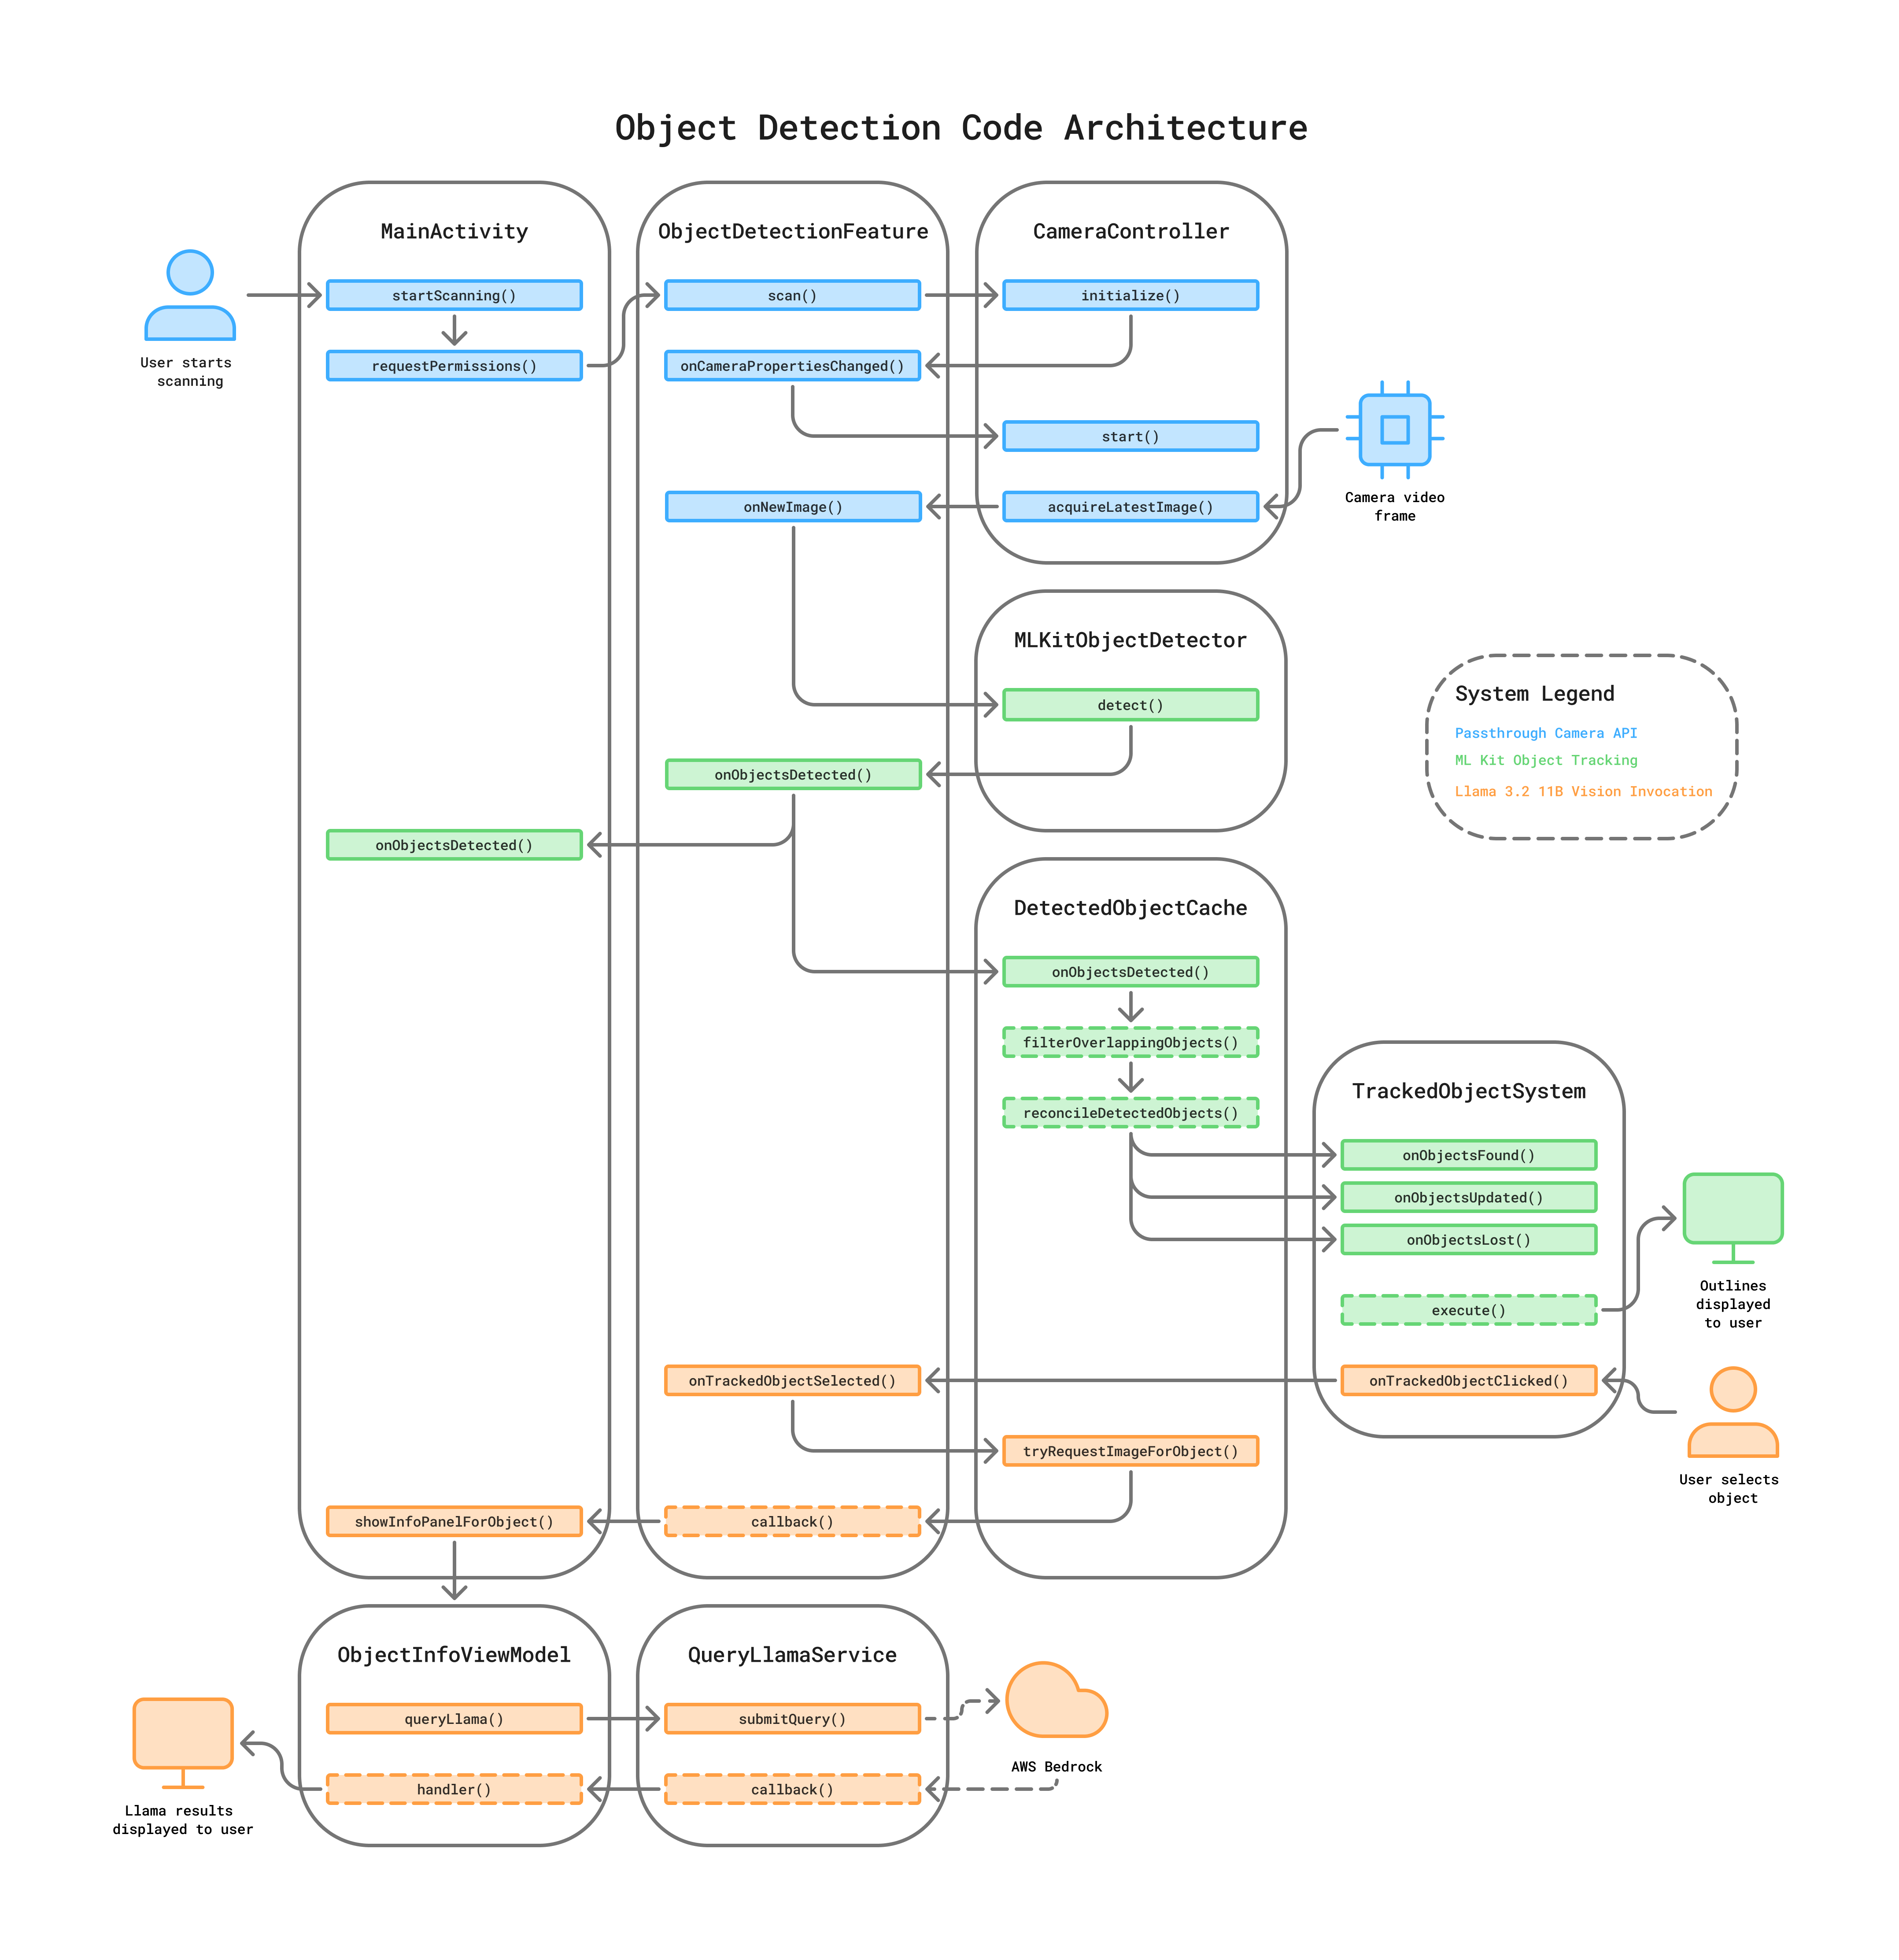 Object Detection Code Architecture
MainActivity
startScanning()
requestPermissions()
onObjectsDetected()
showInfoPanelForObject()
ObjectDetectionFeature
scan()
onCameraPropertiesChanged()
onNewImage()
onObjectsDetected()
onTrackedObjectSelected()
callback()
CameraController
initialize()
start()
acquireLatestImage()
User starts
scanning
Camera video
frame
MLKitObjectDetector
detect()
System Legend
Passthrough Camera API
ML Kit Object Tracking
Llama 3.2 11B Vision Invocation
DetectedObjectCache
onObjectsDetected()
filterOverlappingObjects()
reconcileDetectedObjects()
tryRequestImageForObject()
TrackedObjectSystem
onObjectsFound()
onObjectsUpdated()
onObjectsLost()
execute()
onTrackedObjectClicked()
Outlines
displayed
to user
User selects
object
ObjectInfoViewModel
queryLlama()
handler()
QueryLlamaService
submitQuery()
callback()
AWS Bedrock
Llama results
displayed to user